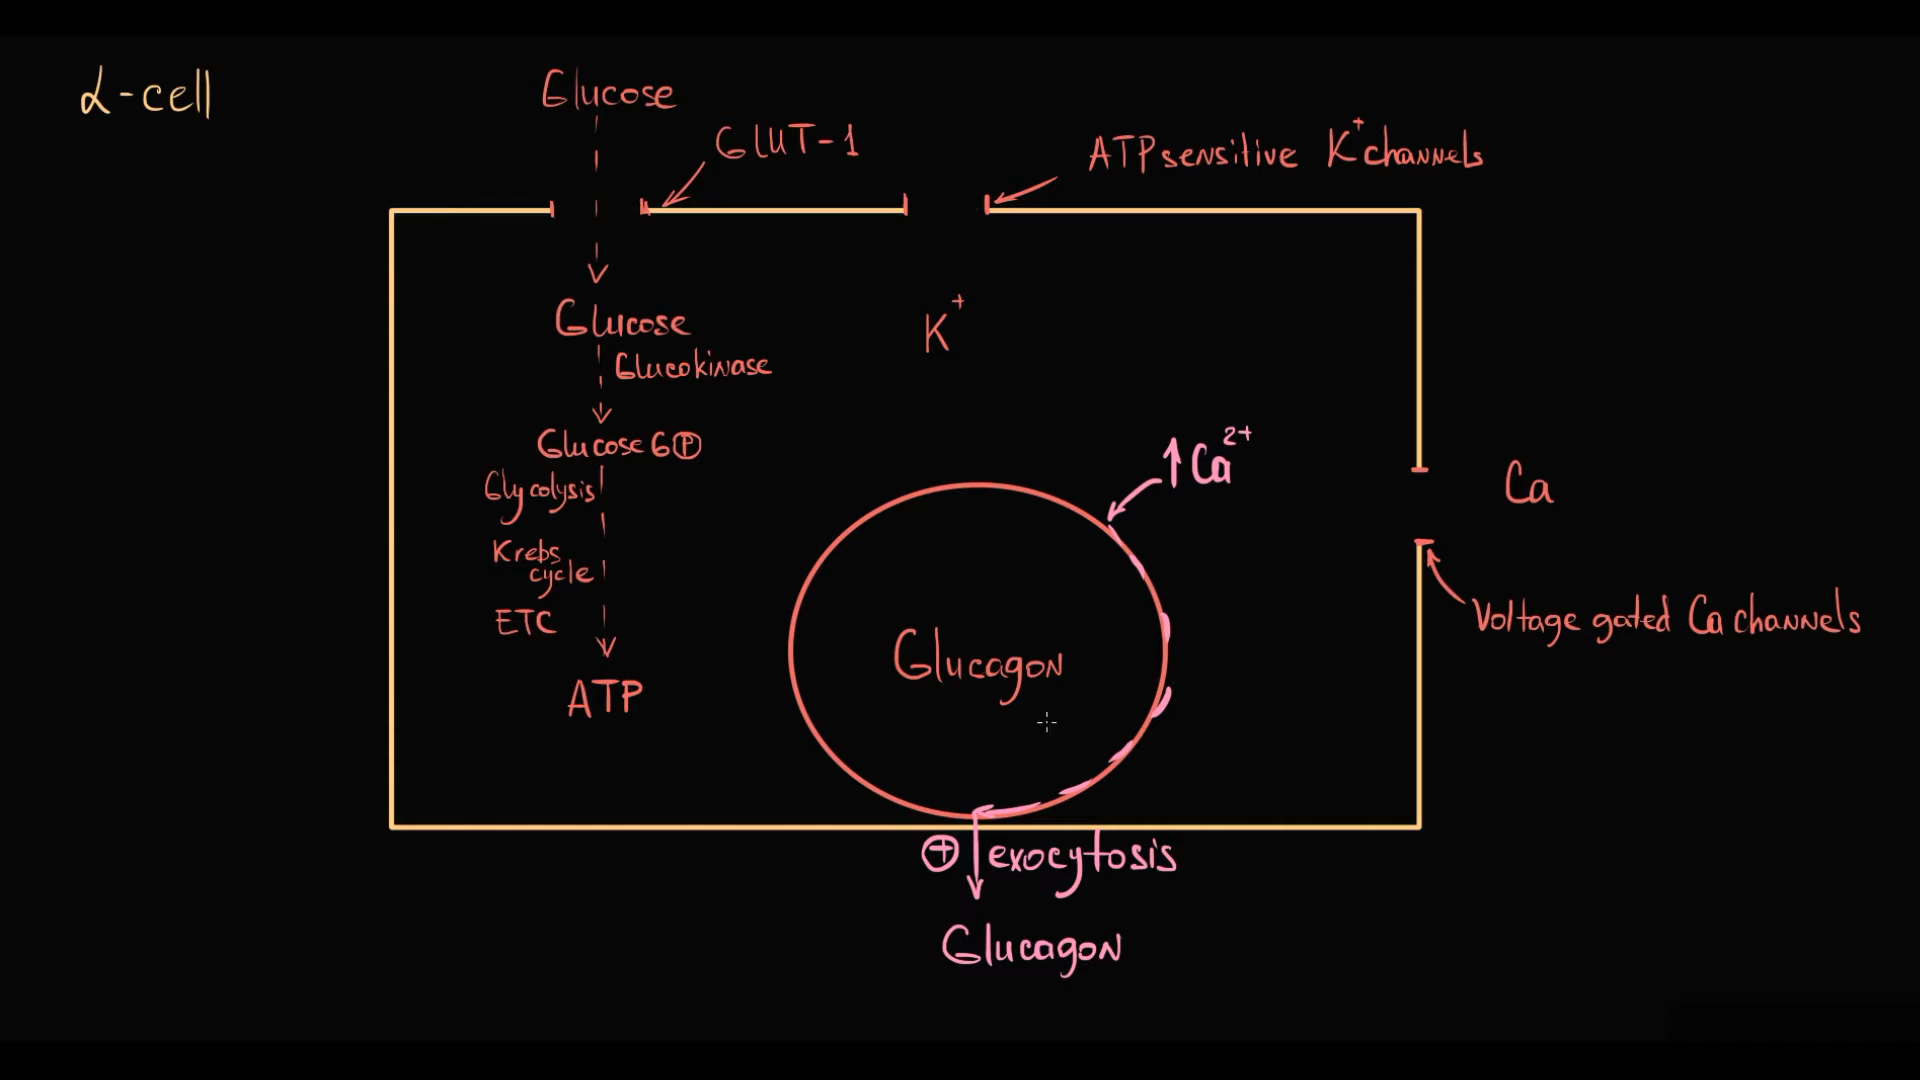 α-cell
Glucose
GLUT-1
ATP sensitive K⁺ channels
Glucose
Glucokinase
K⁺
Glucose 6 Ⓟ
Glycolysis
Krebs
cycle
ETC
ATP
↑Ca²⁺
Ca
Voltage gated Ca channels
Glucagon
⊕ exocytosis
Glucagon